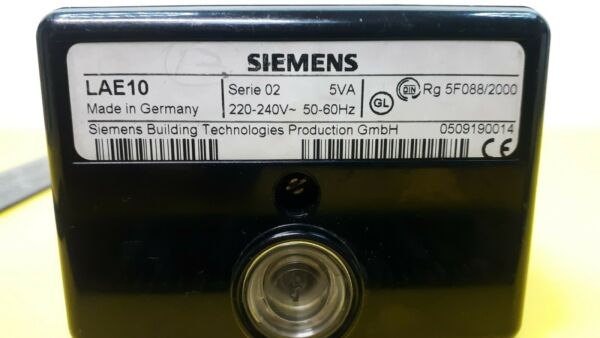 SIEMENS
LAE10 Serie 02 5VA GL DIN Rg 5F088/2000
Made in Germany 220-240V~ 50-60Hz
Siemens Building Technologies Production GmbH 0509190014
CE